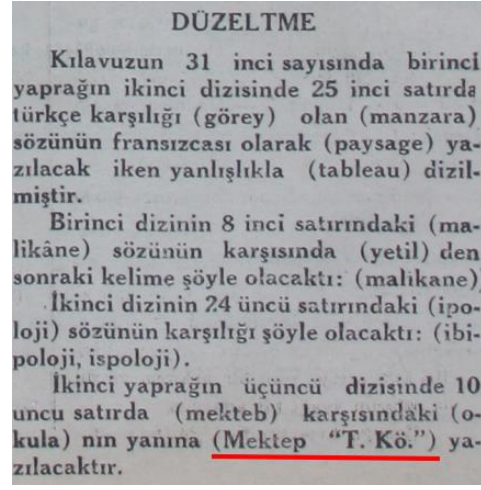 DÜZELTME
Kılavuzun 31 inci sayısında birinci
yaprağın ikinci dizisinde 25 inci satırda
türkçe karşılığı (görey) olan (manzara)
sözünün fransızcası olarak (paysage) ya-
zılacak iken yanlışlıkla (tableau) dizil-
miştir.
Birinci dizinin 8 inci satırındaki (ma-
likâne) sözünün karşısında (yetil) den
sonraki kelime şöyle olacaktı: (malikane)
İkinci dizinin 24 üncü satırındaki (ipo-
loji) sözünün karşılığı şöyle olacaktı: (ibi-
poloji, ispoloji).
İkinci yaprağın üçüncü dizisinde 10
uncu satırda (mekteb) karşısındaki (o-
kula) nin yanına (Mektep "T. Kö.") ya-
zılacaktır.